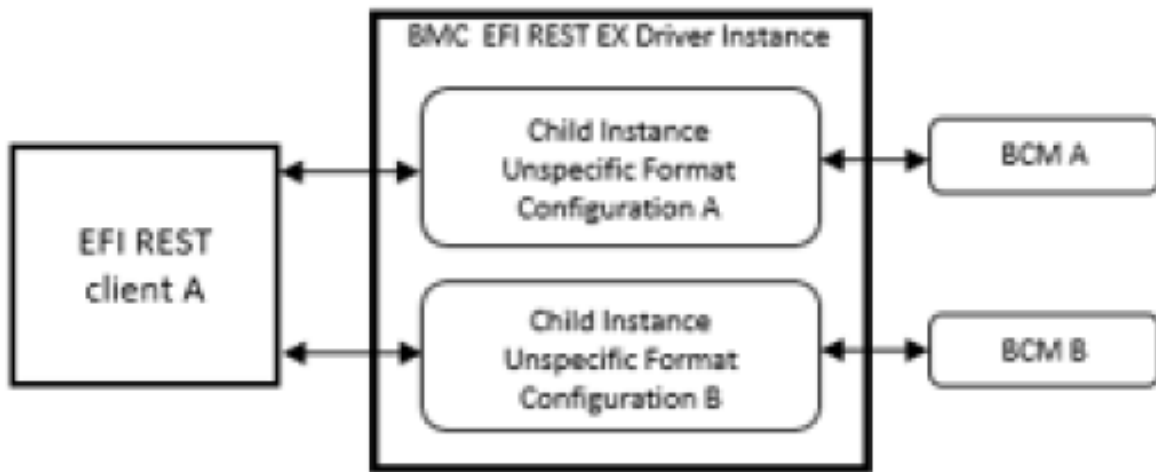 BMC EFI REST EX Driver Instance
EFI REST
client A
Child Instance
Unspecific Format
Configuration A
BCM A
Child Instance
Unspecific Format
Configuration B
BCM B